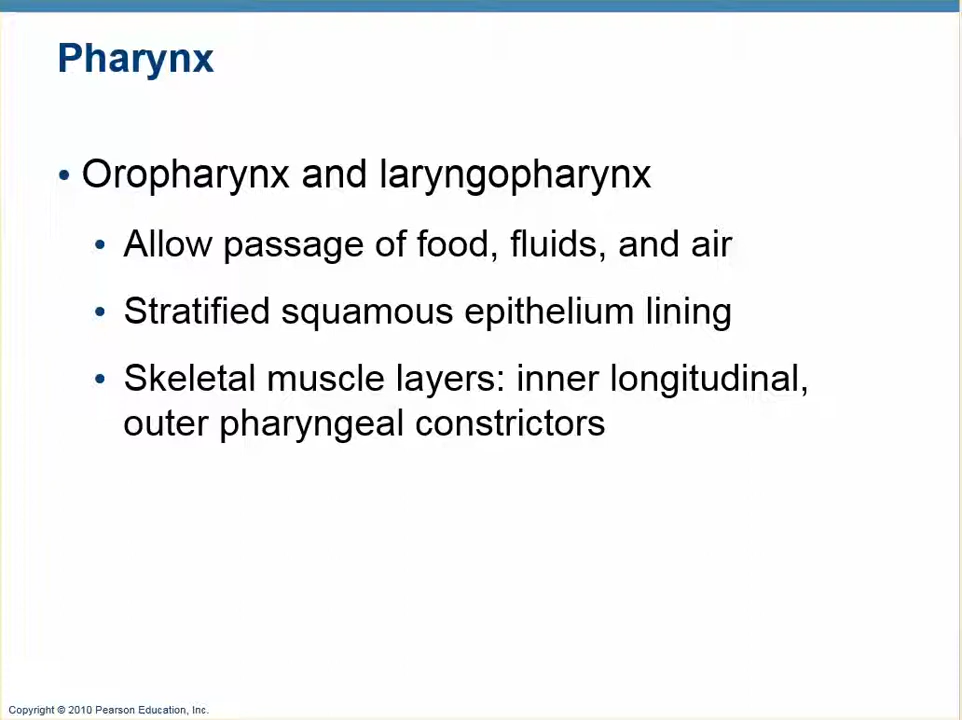 Pharynx
• Oropharynx and laryngopharynx
• Allow passage of food, fluids, and air
• Stratified squamous epithelium lining
• Skeletal muscle layers: inner longitudinal,
outer pharyngeal constrictors
Copyright © 2010 Pearson Education, Inc.